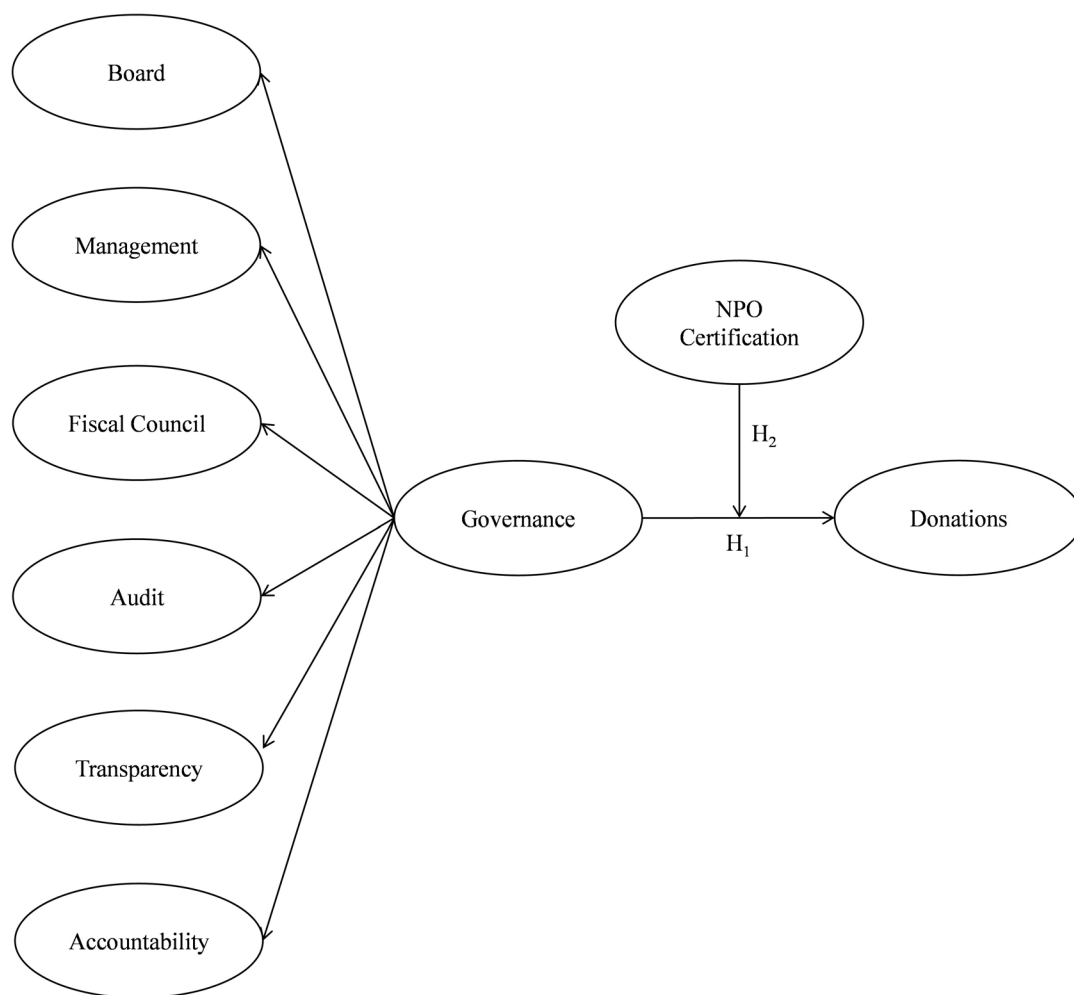 Board
Management
Fiscal Council
Audit
Transparency
Accountability
Governance
NPO
Certification
H₂
H₁
Donations